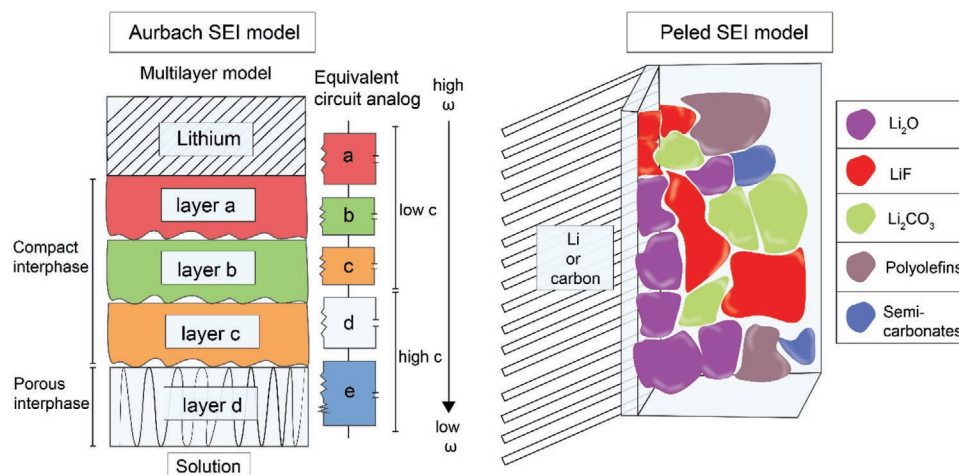 Aurbach SEI model
Multilayer model
Equivalent
circuit analog
high
ω
Lithium
a
layer a
b
low c
Compact
interphase
layer b
c
layer c
d
high c
Porous
interphase
layer d
e
low
ω
Solution
Peled SEI model
Li
or
carbon
Li₂O
LiF
Li₂CO₃
Polyolefins
Semi-
carbonates